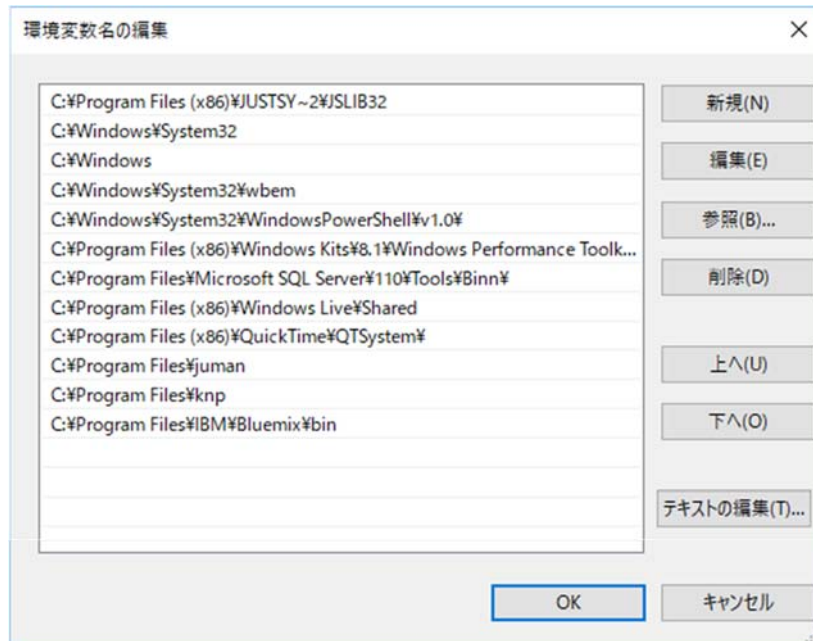 環境変数名の編集
C:¥Program Files (x86)¥JUSTSY~2¥JSLIB32
C:¥Windows¥System32
C:¥Windows
C:¥Windows¥System32¥wbem
C:¥Windows¥System32¥WindowsPowerShell¥v1.0¥
C:¥Program Files (x86)¥Windows Kits¥8.1¥Windows Performance Toolk...
C:¥Program Files¥Microsoft SQL Server¥110¥Tools¥Binn¥
C:¥Program Files (x86)¥Windows Live¥Shared
C:¥Program Files (x86)¥QuickTime¥QTSystem¥
C:¥Program Files¥juman
C:¥Program Files¥knp
C:¥Program Files¥IBM¥Bluemix¥bin
新規(N)
編集(E)
参照(B)...
削除(D)
上へ(U)
下へ(O)
テキストの編集(T)...
OK
キャンセル